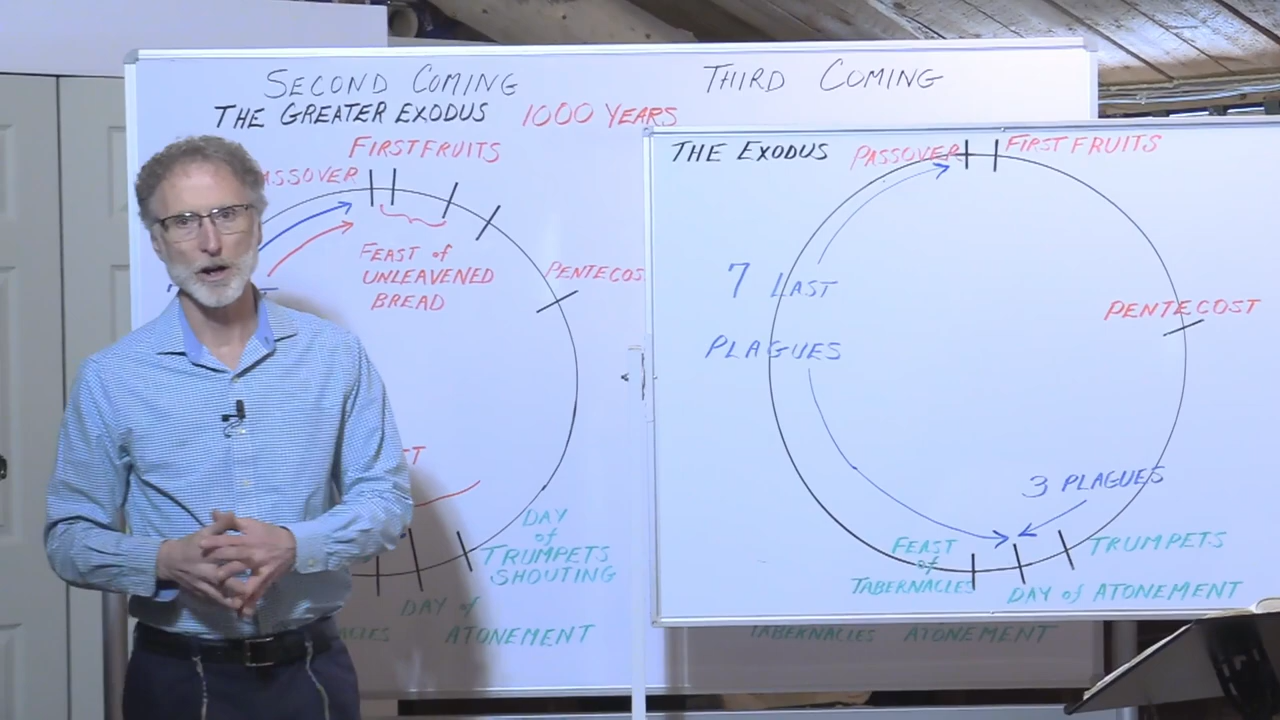 SECOND COMING
THIRD COMING
THE GREATER EXODUS 1000 YEARS
FIRSTFRUITS
ASSOVER
FEAST of
UNLEAVENED
BREAD
PENTECOS
DAY
of
TRUMPETS
SHOUTING
DAY of
ATONEMENT
THE EXODUS
PASSOVER
FIRST FRUITS
7 LAST
PLAGUES
PENTECOST
3 PLAGUES
FEAST
of
TABERNACLES
TRUMPETS
DAY of ATONEMENT
TABERNACLES ATONEMENT